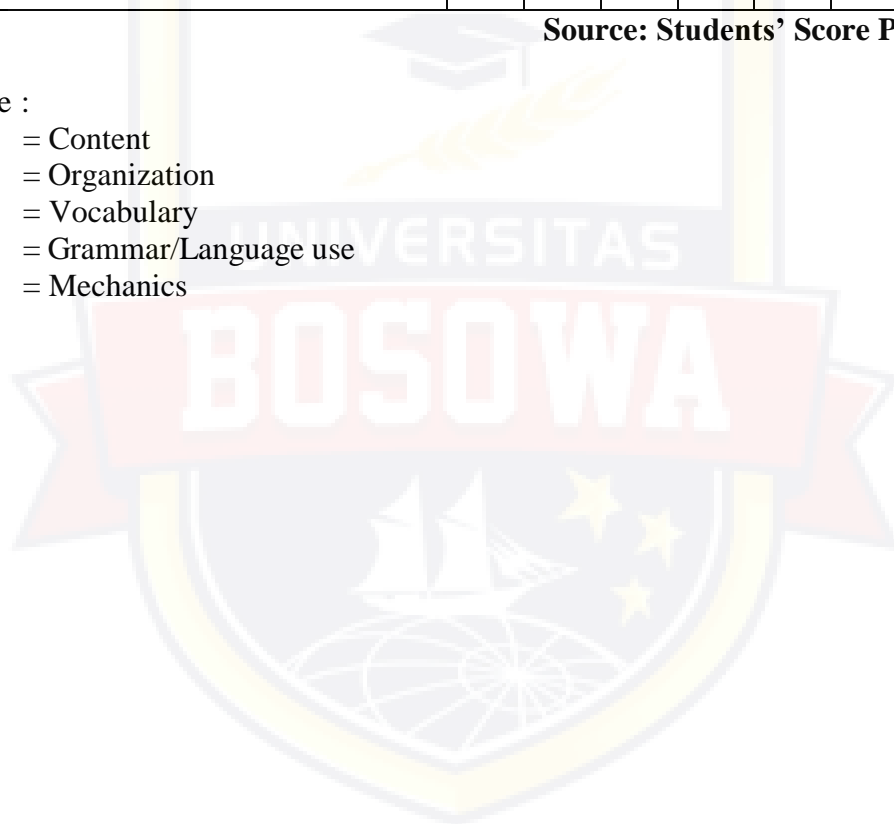 Source: Students’ Score P
e :
= Content
= Organization
= Vocabulary
= Grammar/Language use
= Mechanics
UNIVERSITAS
BOSOWA